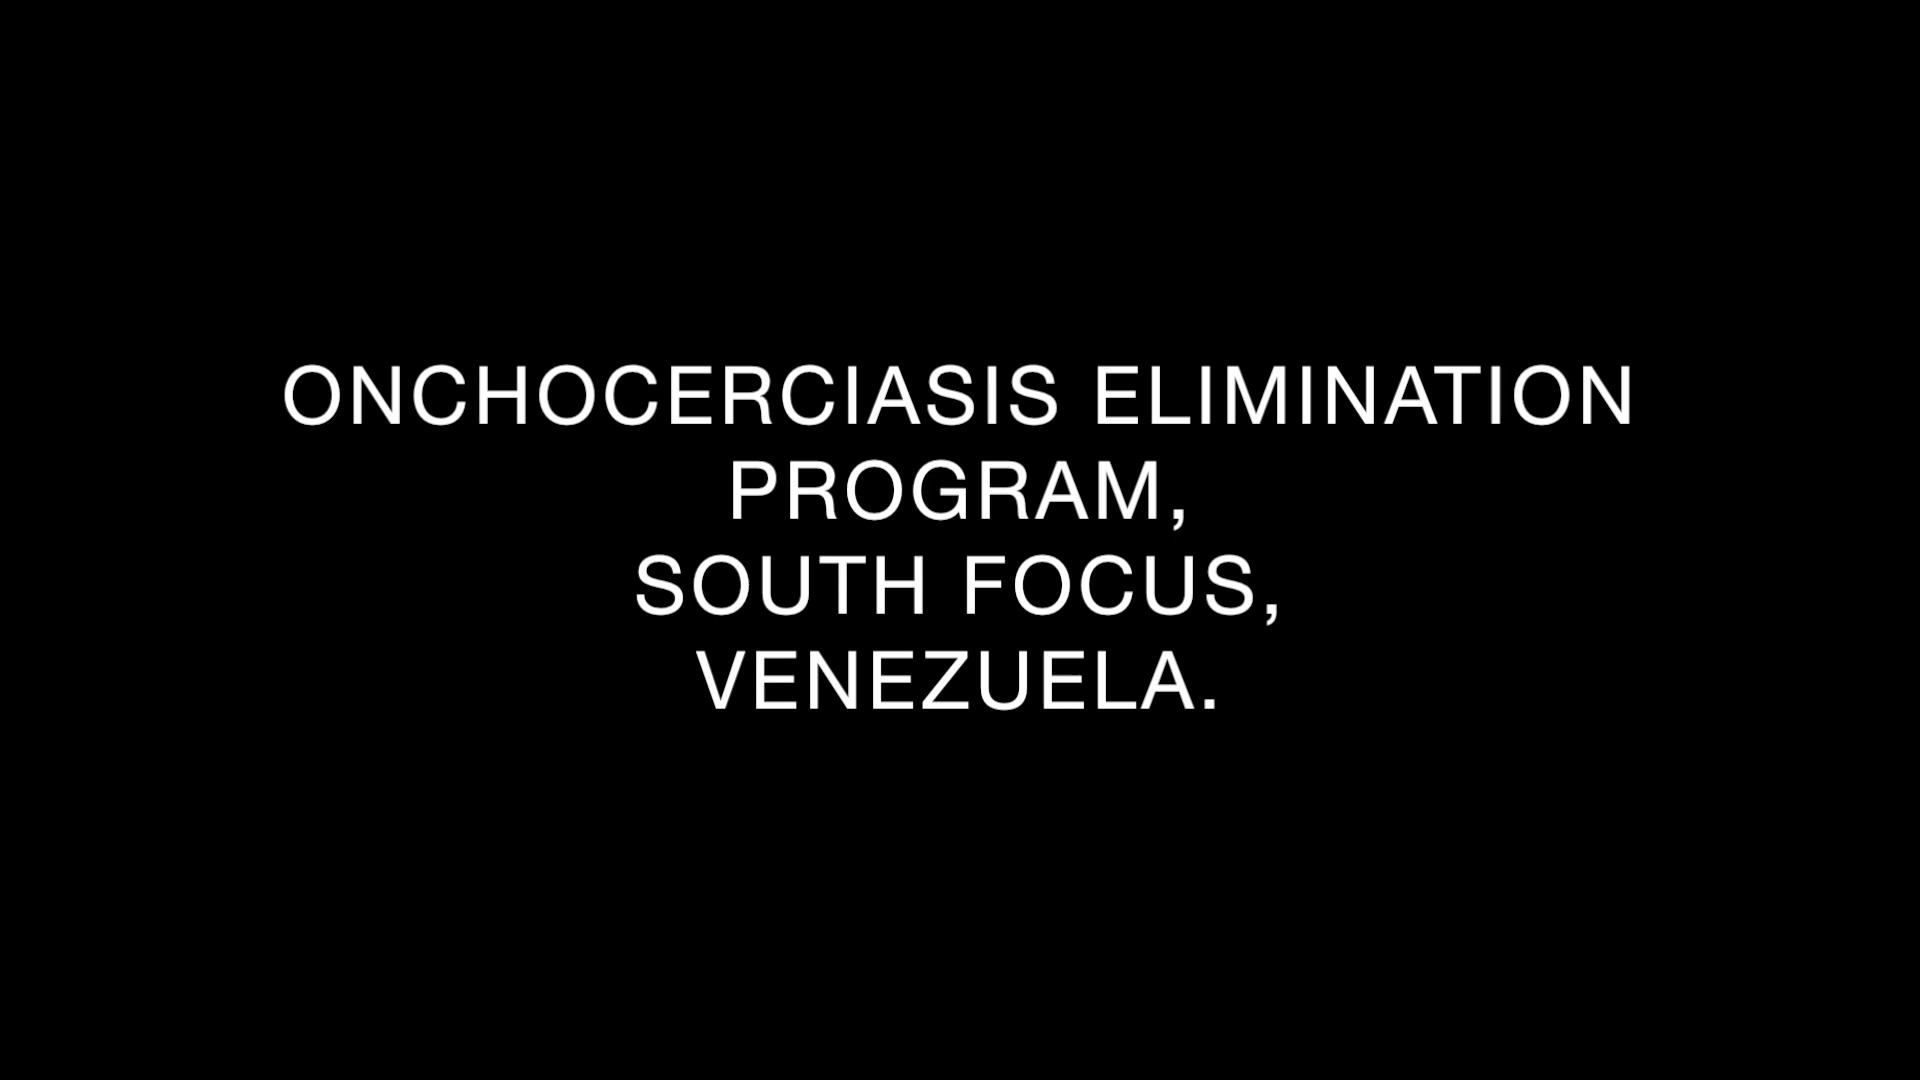 ONCHOCERCIASIS ELIMINATION
PROGRAM,
SOUTH FOCUS,
VENEZUELA.